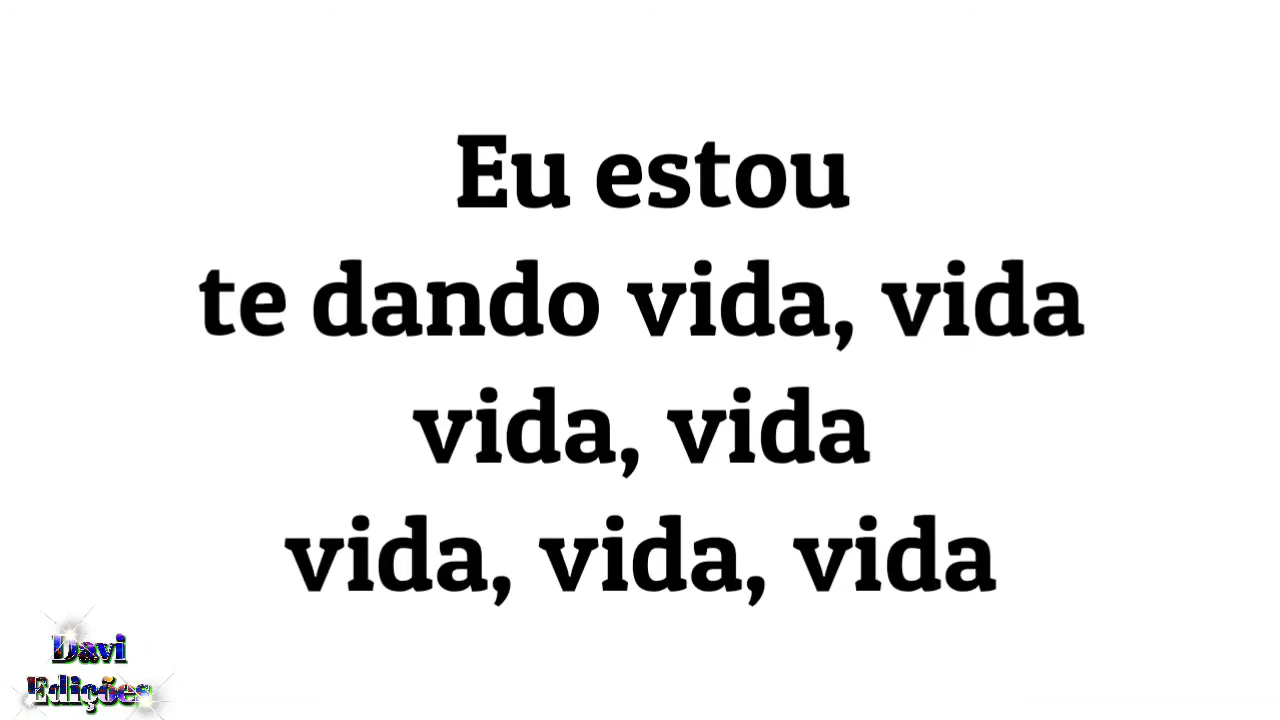 Eu estou
te dando vida, vida
vida, vida
vida, vida, vida
Davi
Edições